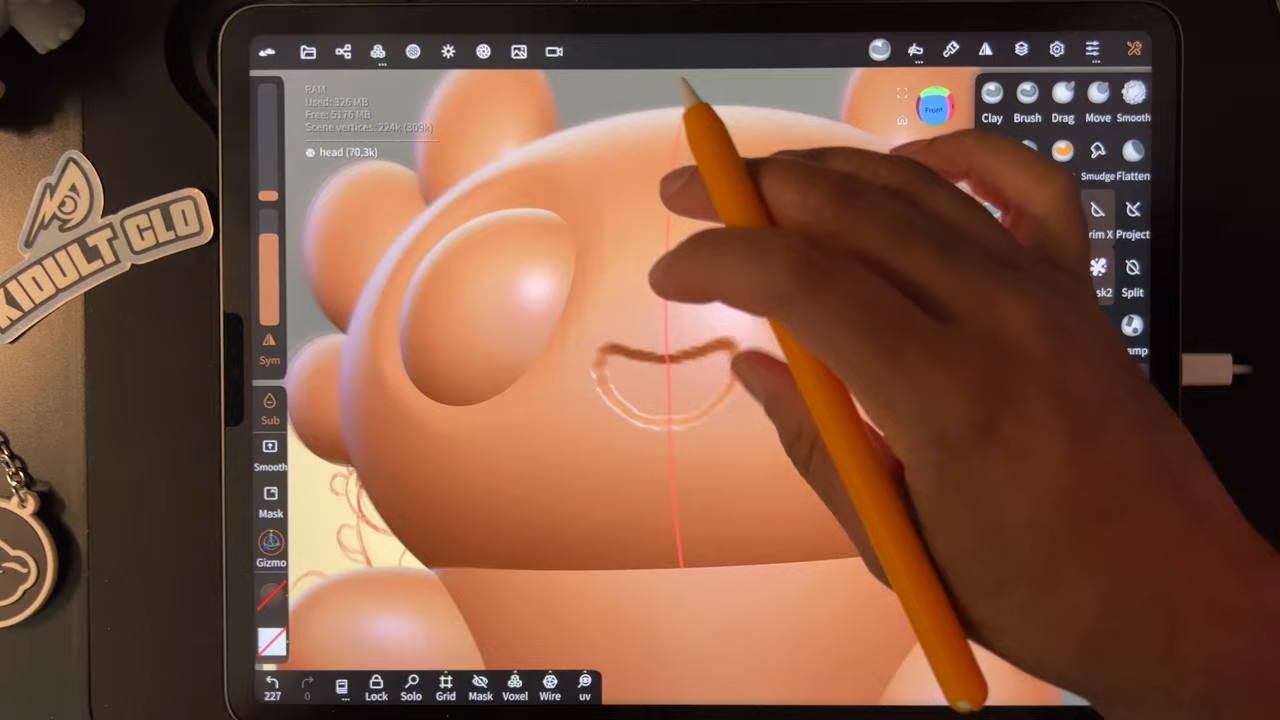 RAM
Used: 326 MB
Free: 5176 MB
Scene vertices: 224k (309k)
head (70.3k)
Front
Clay
Brush
Drag
Move
Smooth
Smudge
Flatten
rim X
Project
sk2
Split
amp
KIDULT CLO
Sym
Sub
Smooth
Mask
Gizmo
227
0
Lock
Solo
Grid
Mask
Voxel
Wire
uv